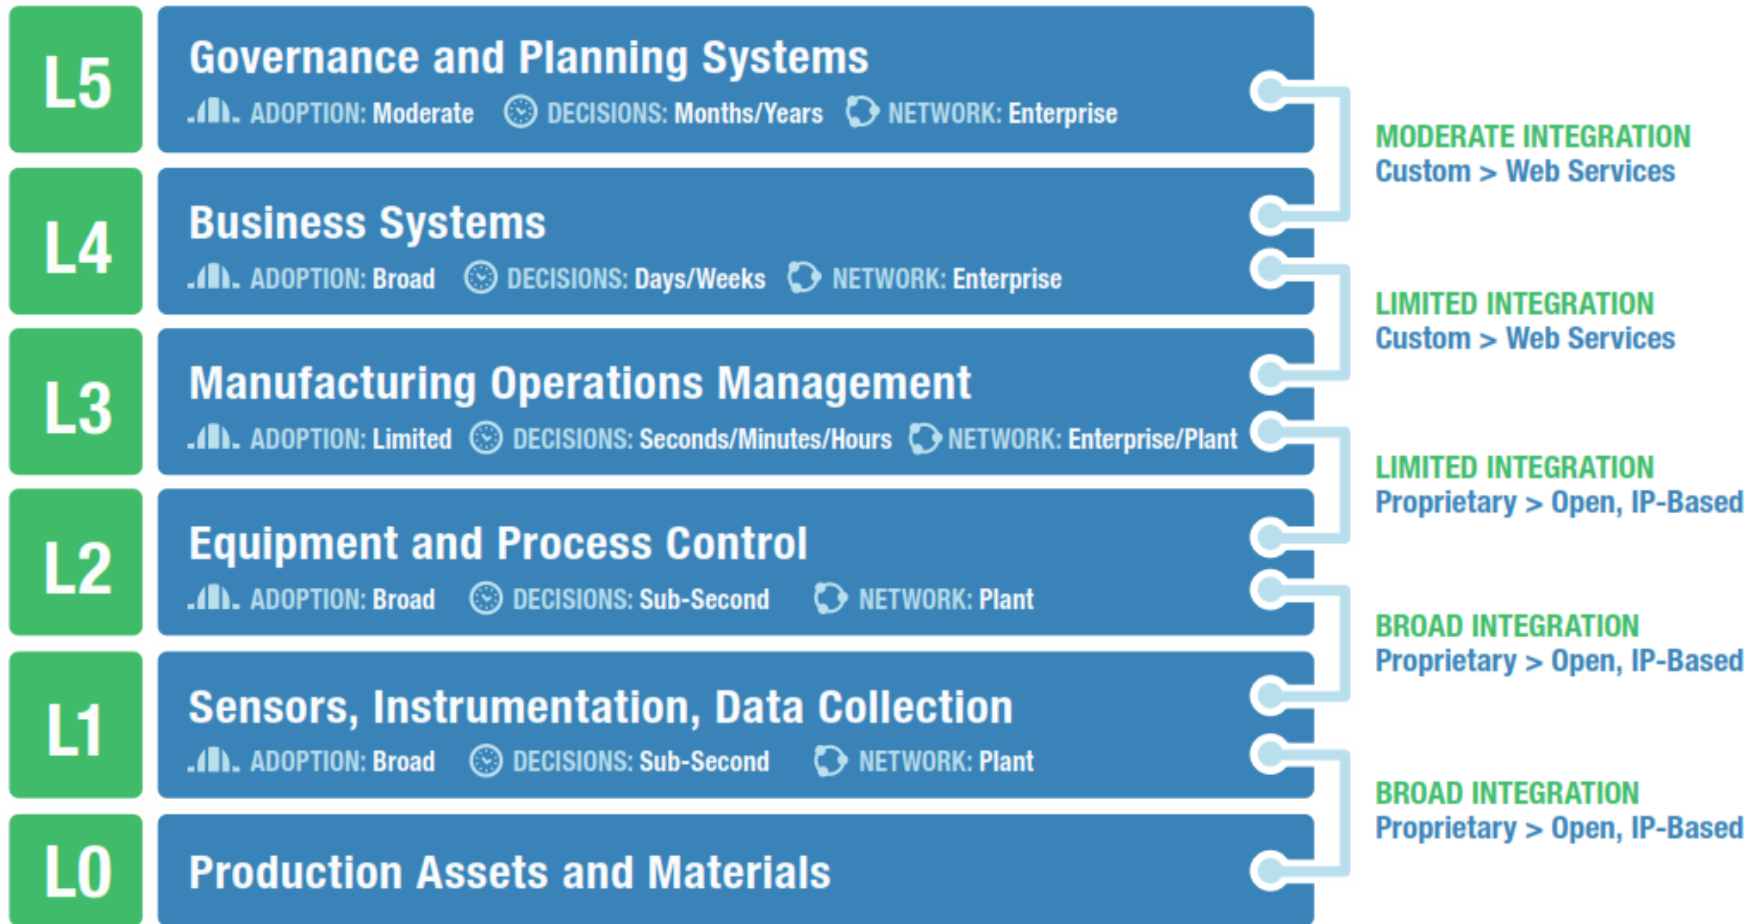 L5
Governance and Planning Systems
ADOPTION: Moderate DECISIONS: Months/Years NETWORK: Enterprise
MODERATE INTEGRATION
Custom > Web Services
L4
Business Systems
ADOPTION: Broad DECISIONS: Days/Weeks NETWORK: Enterprise
LIMITED INTEGRATION
Custom > Web Services
L3
Manufacturing Operations Management
ADOPTION: Limited DECISIONS: Seconds/Minutes/Hours NETWORK: Enterprise/Plant
LIMITED INTEGRATION
Proprietary > Open, IP-Based
L2
Equipment and Process Control
ADOPTION: Broad DECISIONS: Sub-Second NETWORK: Plant
BROAD INTEGRATION
Proprietary > Open, IP-Based
L1
Sensors, Instrumentation, Data Collection
ADOPTION: Broad DECISIONS: Sub-Second NETWORK: Plant
BROAD INTEGRATION
Proprietary > Open, IP-Based
L0
Production Assets and Materials